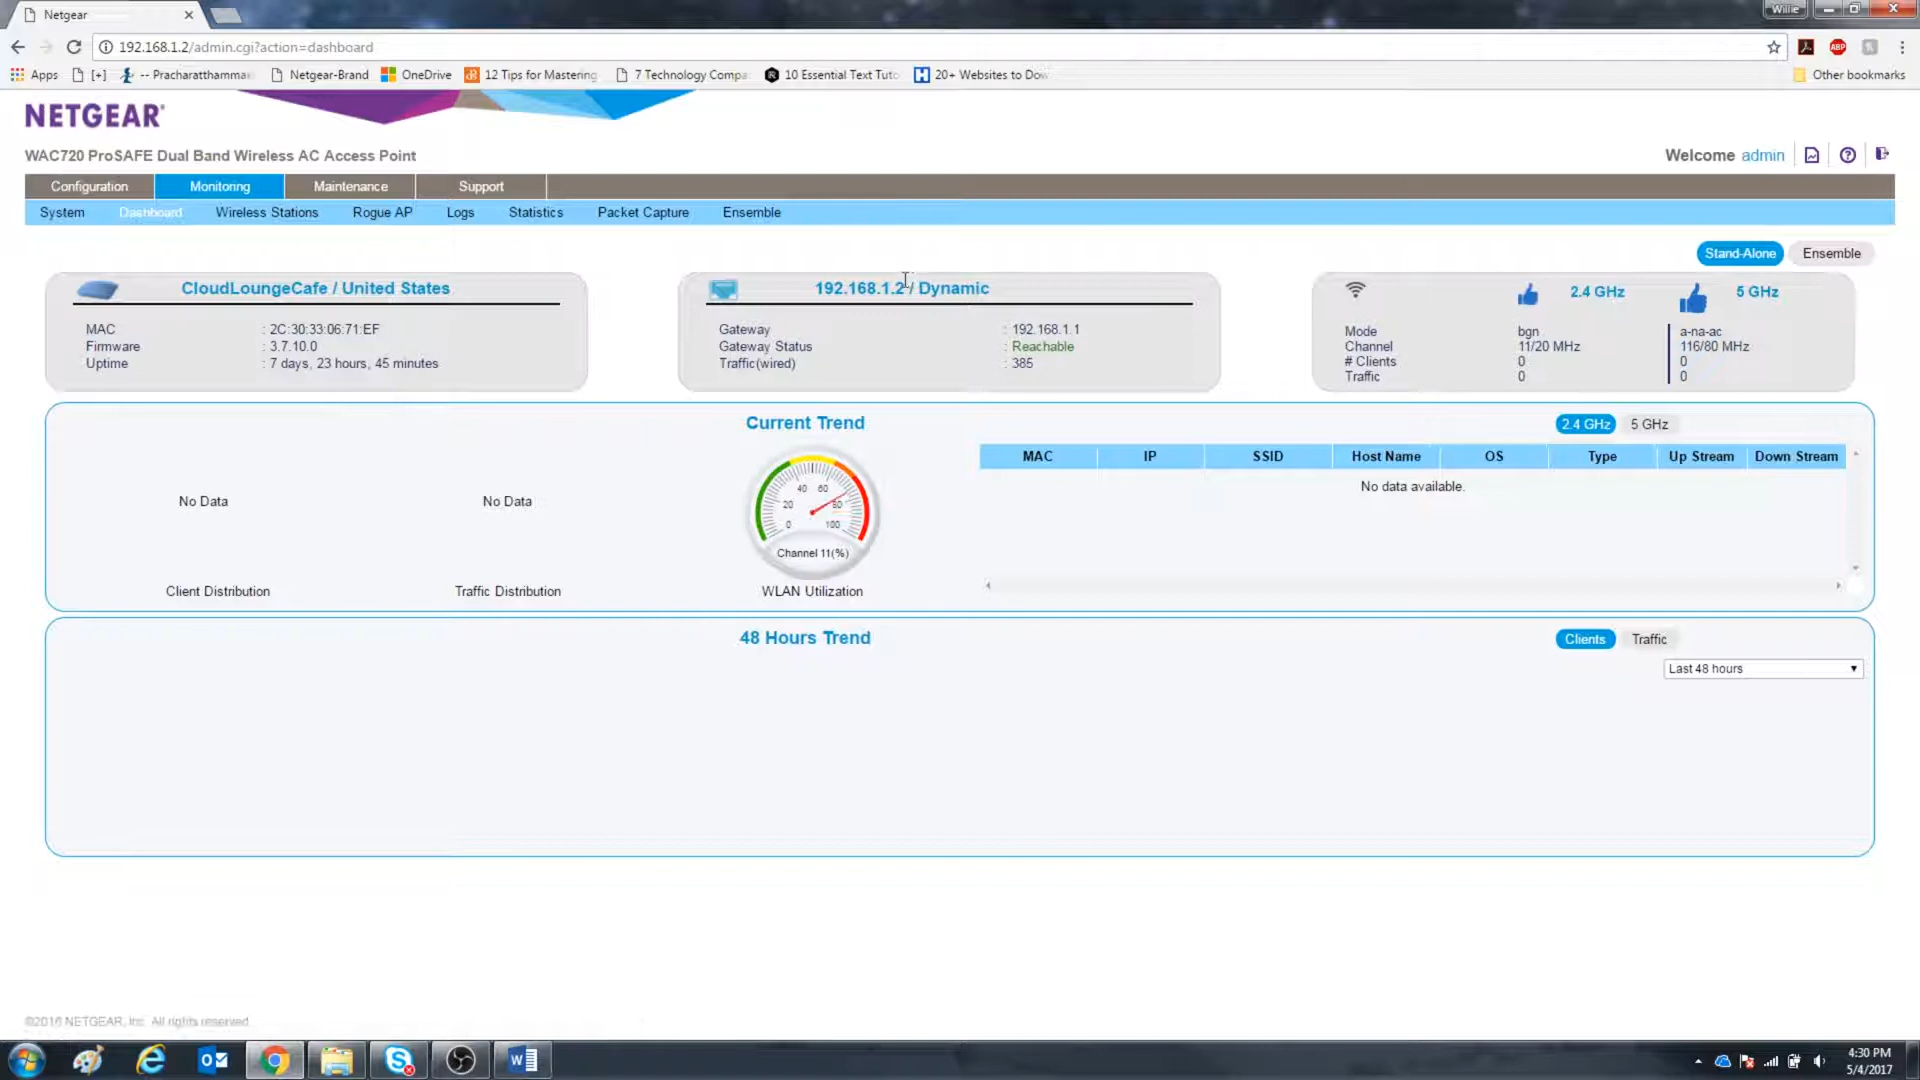 Netgear
Willie
192.168.1.2/admin.cgi?action=dashboard
Apps [+] -- Pracharatthamma Netgear-Brand OneDrive 12 Tips for Mastering 7 Technology Compa 10 Essential Text Tuto 20+ Websites to Dow Other bookmarks
NETGEAR
WAC720 ProSAFE Dual Band Wireless AC Access Point
Welcome admin
Configuration Monitoring Maintenance Support
System Dashboard Wireless Stations Rogue AP Logs Statistics Packet Capture Ensemble
Stand-Alone Ensemble
CloudLoungeCafe / United States
MAC : 2C:30:33:06:71:EF
Firmware : 3.7.10.0
Uptime : 7 days, 23 hours, 45 minutes
192.168.1.2 / Dynamic
Gateway : 192.168.1.1
Gateway Status : Reachable
Traffic(wired) : 385
2.4 GHz 5 GHz
Mode bgn a-na-ac
Channel 11/20 MHz 116/80 MHz
# Clients 0 0
Traffic 0 0
Current Trend
2.4 GHz 5 GHz
No Data
Client Distribution
No Data
Traffic Distribution
0 20 40 60 80 100
Channel 11(%)
WLAN Utilization
MAC IP SSID Host Name OS Type Up Stream Down Stream
No data available.
48 Hours Trend
Clients Traffic
Last 48 hours
©2016 NETGEAR, Inc. All rights reserved
4:30 PM
5/4/2017